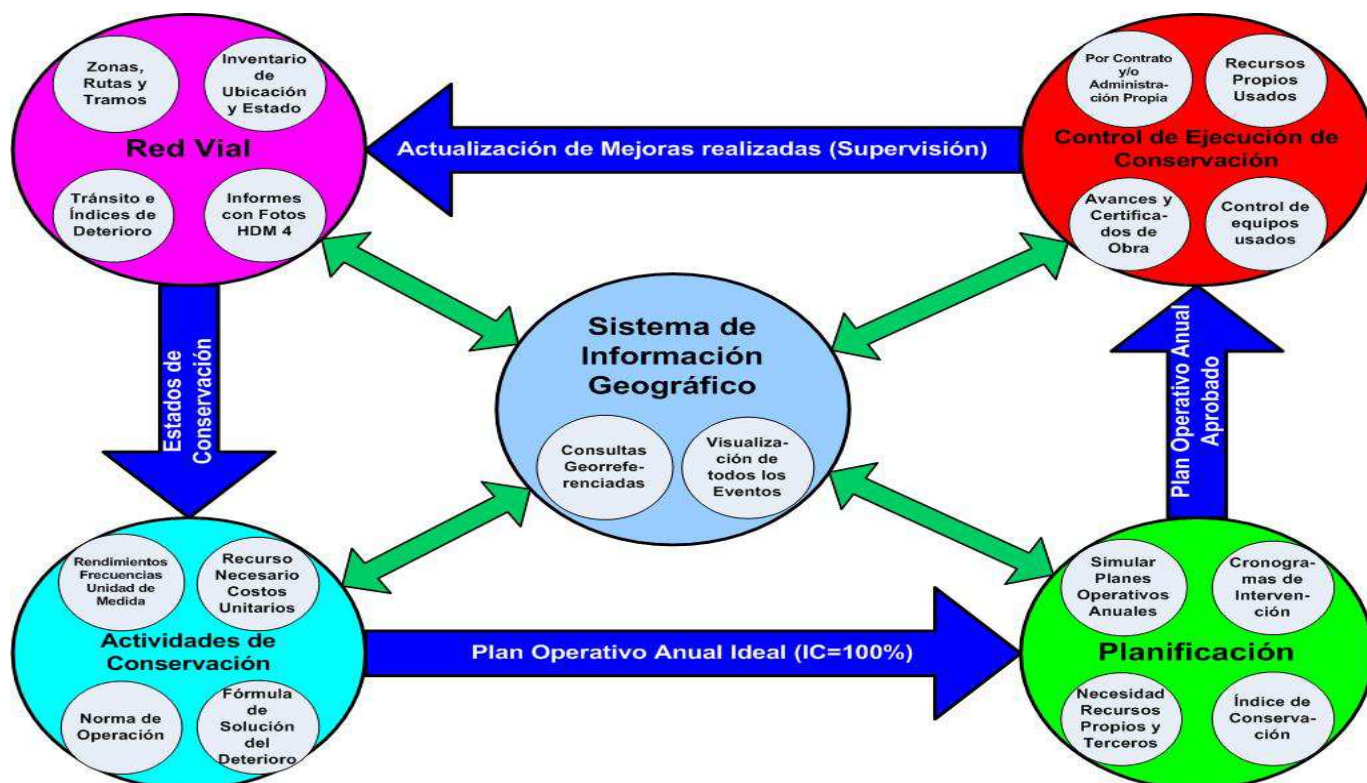 Zonas,
Rutas y
Tramos
Inventario
de
Ubicación
y Estado
Red Vial
Tránsito e
Índices de
Deterioro
Informes
con Fotos
HDM 4
Actualización de Mejoras realizadas (Supervisión)
Por Contrato
y/o
Administra-
ción Propia
Recursos
Propios
Usados
Control de Ejecución de
Conservación
Avances y
Certifica-
dos de
Obra
Control de
equipos
usados
Estados de
Conservación
Sistema de
Información
Geográfico
Consultas
Georrefe-
renciadas
Visualiza-
ción de
todos los
Eventos
Plan Operativo Anual
Aprobado
Rendimientos
Frecuencias
Unidad de
Medida
Recurso
Necesario
Costos
Unitarios
Actividades de
Conservación
Norma de
Operación
Fórmula
de
Solución
del
Deterioro
Plan Operativo Anual Ideal (IC=100%)
Simular
Planes
Operativos
Anuales
Cronogra-
mas de
Interven-
ción
Planificación
Necesidad
Recursos
Propios y
Terceros
Índice de
Conserva-
ción